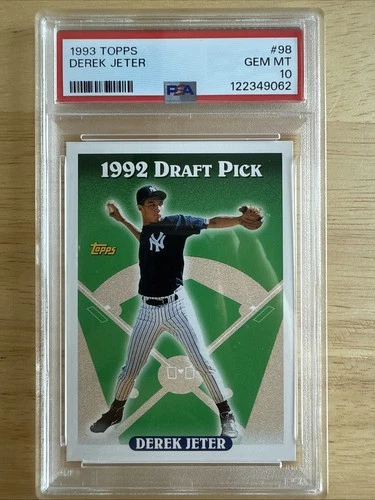 1993 TOPPS #98
DEREK JETER GEM MT
10
PSA 122349062
1992 DRAFT PICK
NY
Topps
DEREK JETER